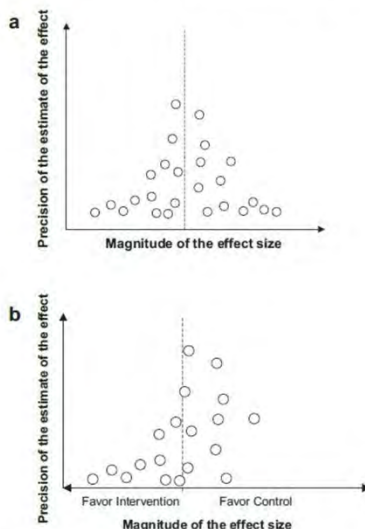 a
Precision of the estimate of the effect
Magnitude of the effect size
b
Precision of the estimate of the effect
Favor Intervention Favor Control
Magnitude of the effect size